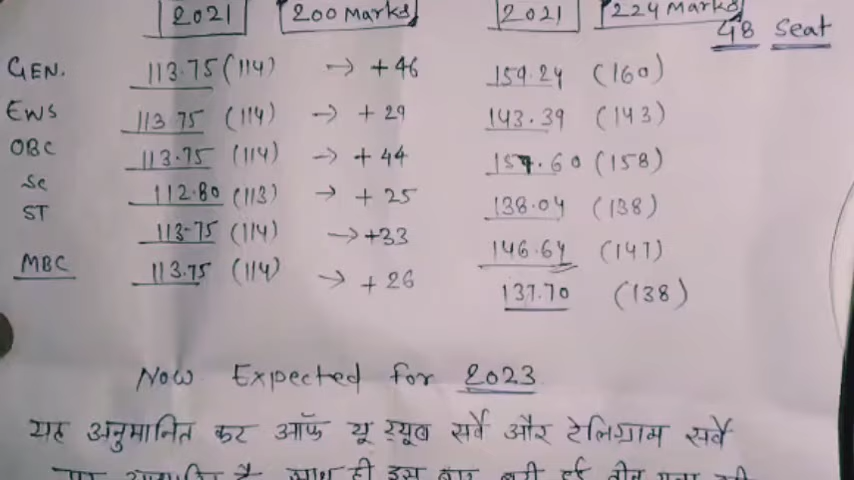 2021 200 Marks 2021 224 Marks
48 Seat
GEN. 113.75 (114) → +46 159.24 (160)
EWS 113.75 (114) → + 29 143.39 (143)
OBC 113.75 (114) → + 44 157.60 (158)
SC 112.80 (113) → + 25 138.04 (138)
ST 113.75 (114) → +33 146.64 (147)
MBC 113.75 (114) → + 26 137.70 (138)
Now Expected for 2023
यह अनुमानित कट ऑफ यू ट्यूब सर्वे और टेलिग्राम सर्वे
साथ ही इस बार